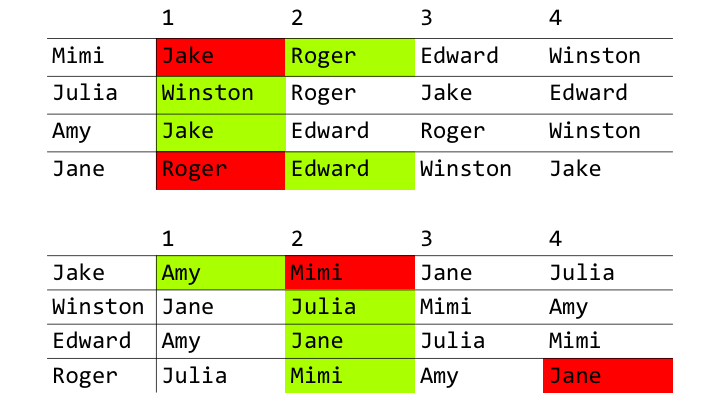 1 2 3 4
Mimi Jake Roger Edward Winston
Julia Winston Roger Jake Edward
Amy Jake Edward Roger Winston
Jane Roger Edward Winston Jake
1 2 3 4
Jake Amy Mimi Jane Julia
Winston Jane Julia Mimi Amy
Edward Amy Jane Julia Mimi
Roger Julia Mimi Amy Jane